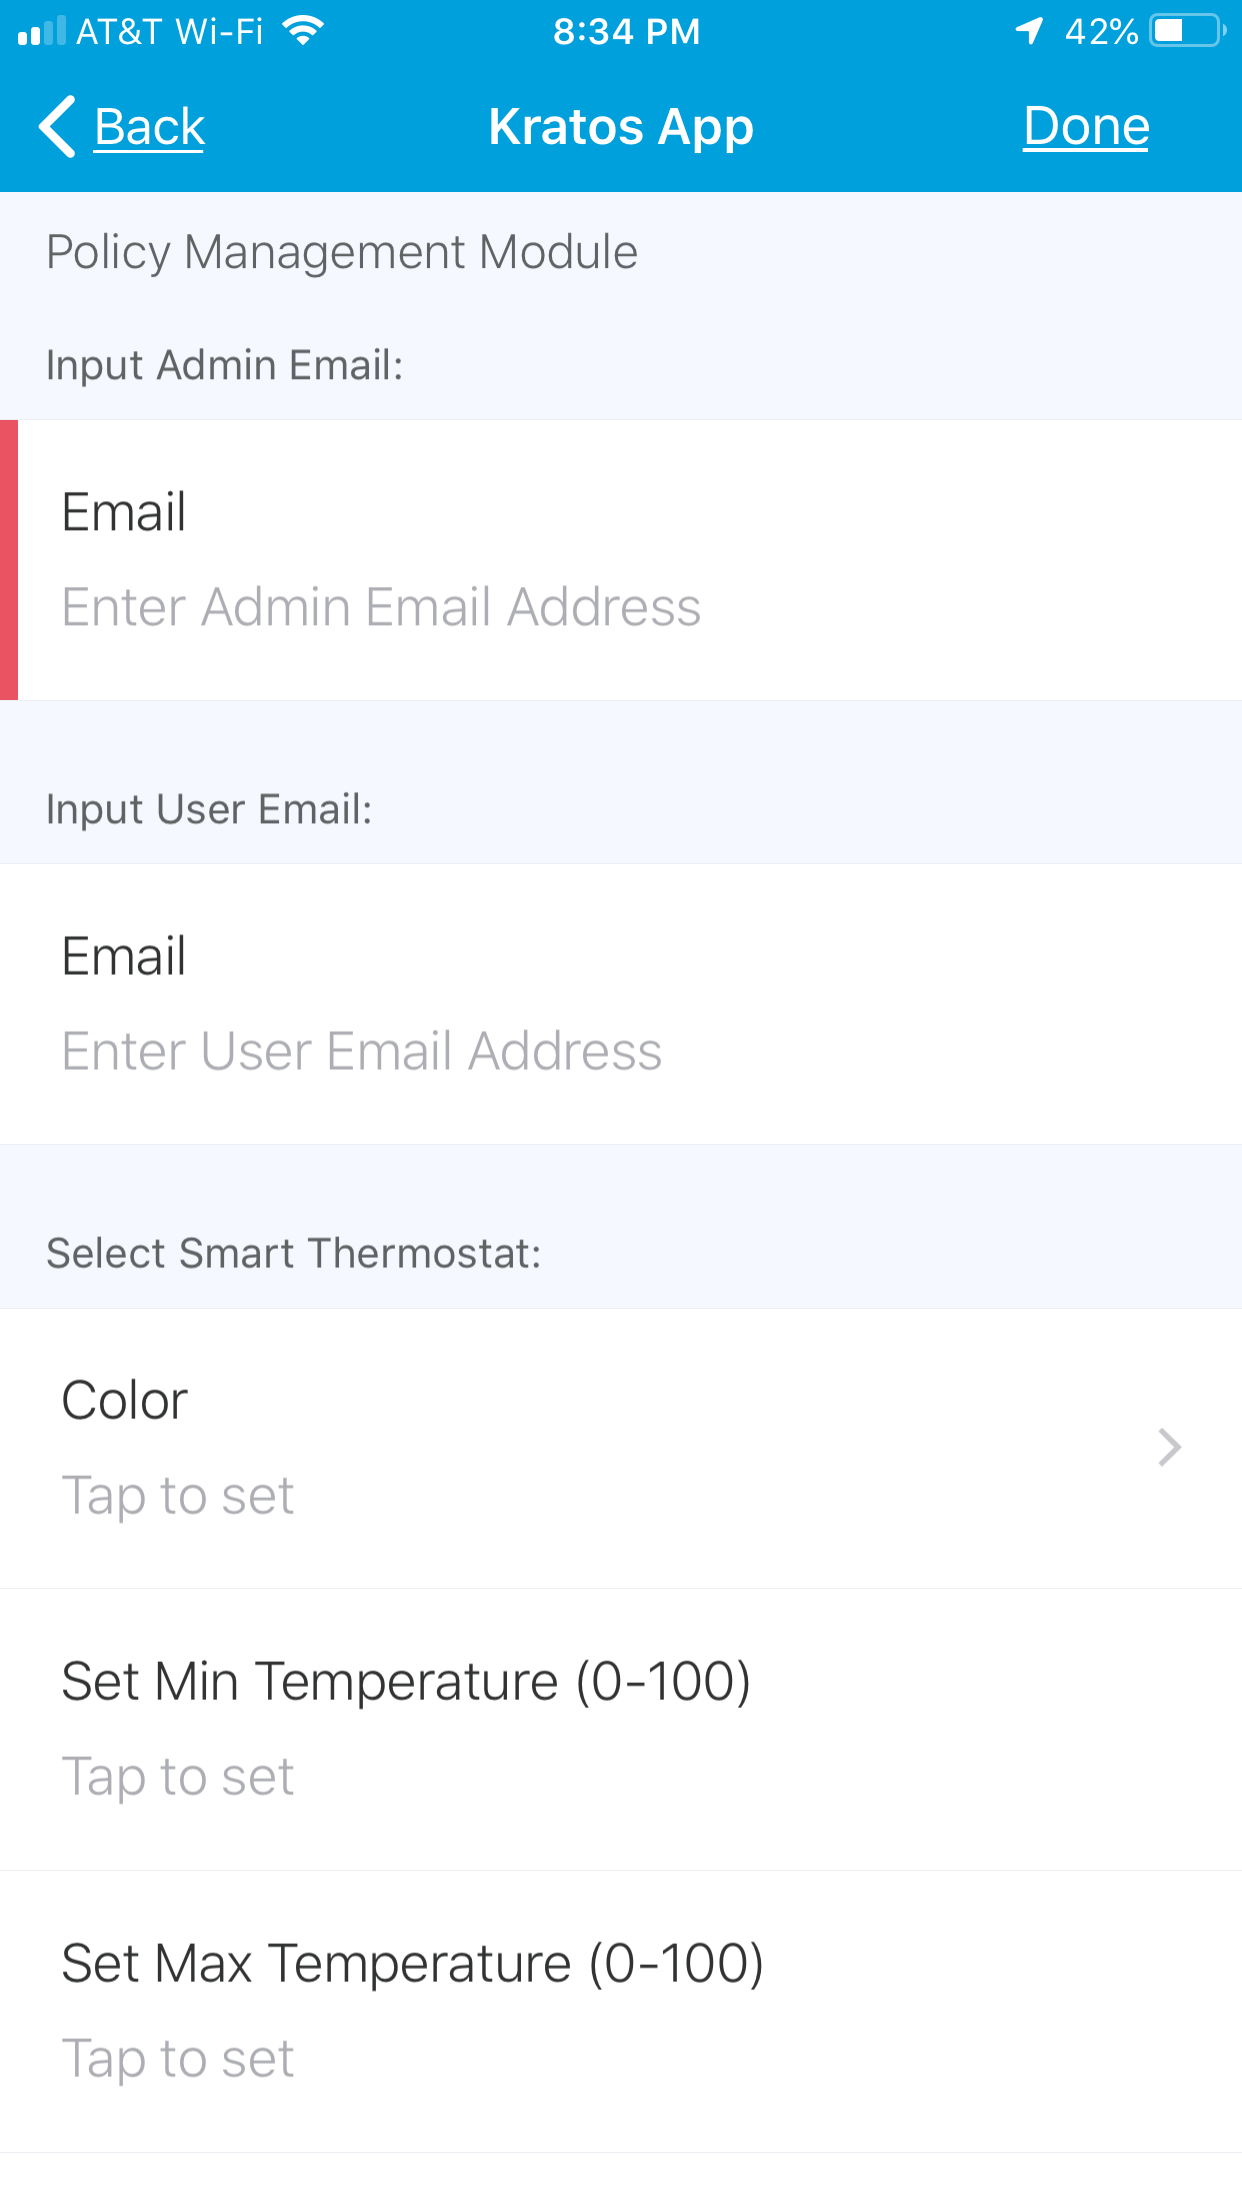 AT&T Wi-Fi 8:34 PM 42%
Back Kratos App Done
Policy Management Module
Input Admin Email:
Email
Enter Admin Email Address
Input User Email:
Email
Enter User Email Address
Select Smart Thermostat:
Color
Tap to set
Set Min Temperature (0-100)
Tap to set
Set Max Temperature (0-100)
Tap to set